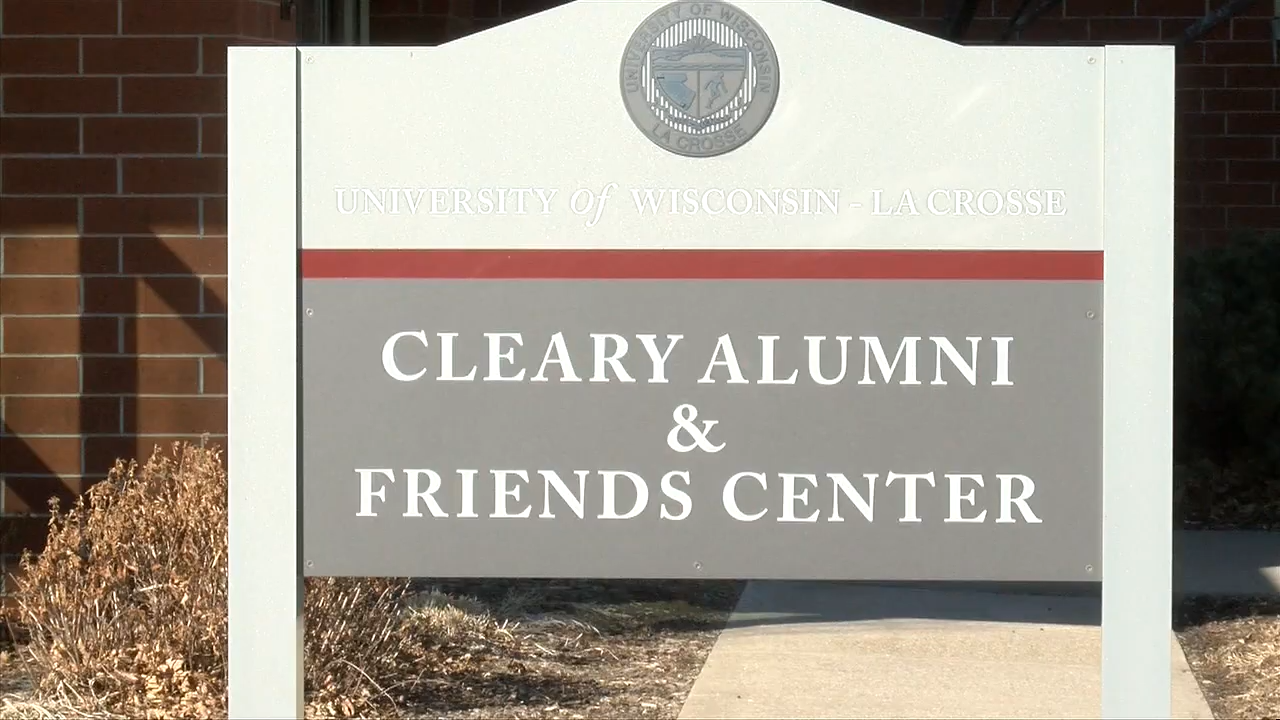 UNIVERSITY OF WISCONSIN
LA CROSSE
UNIVERSITY of WISCONSIN - LA CROSSE
CLEARY ALUMNI
&
FRIENDS CENTER